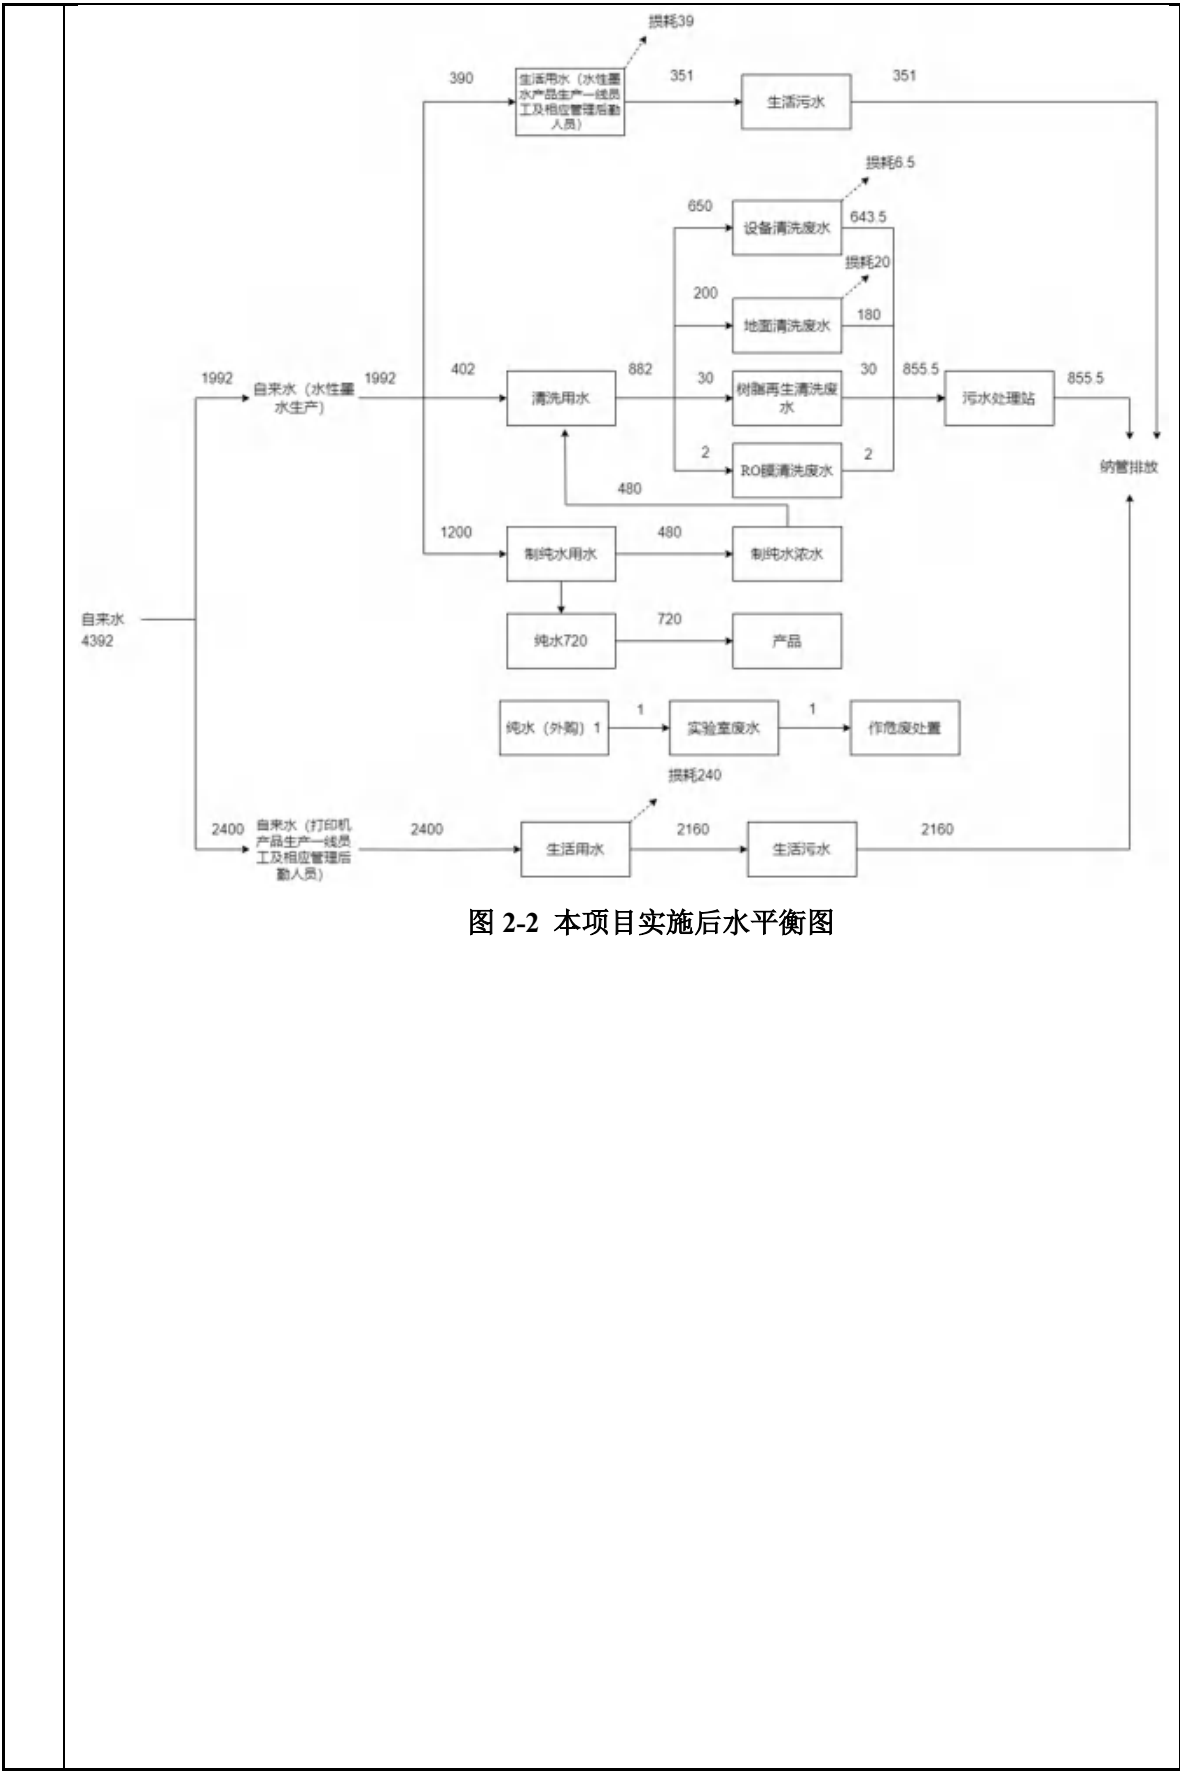 损耗39
390
生活用水（水性墨
水产品生产一线员
工及相应管理后勤
人员）
351
生活污水
351
损耗6.5
650
设备清洗废水
643.5
损耗20
200
地面清洗废水
180
1992
自来水（水性墨
水生产）
1992
402
清洗用水
882
30
树脂再生清洗废
水
30
855.5
污水处理站
855.5
2
RO膜清洗废水
2
纳管排放
480
1200
制纯水用水
480
制纯水浓水
自来水
4392
纯水720
720
产品
纯水（外购）1
1
实验室废水
1
作危废处置
损耗240
2400
自来水（打印机
产品生产一线员
工及相应管理后
勤人员）
2400
生活用水
2160
生活污水
2160
图 2-2 本项目实施后水平衡图